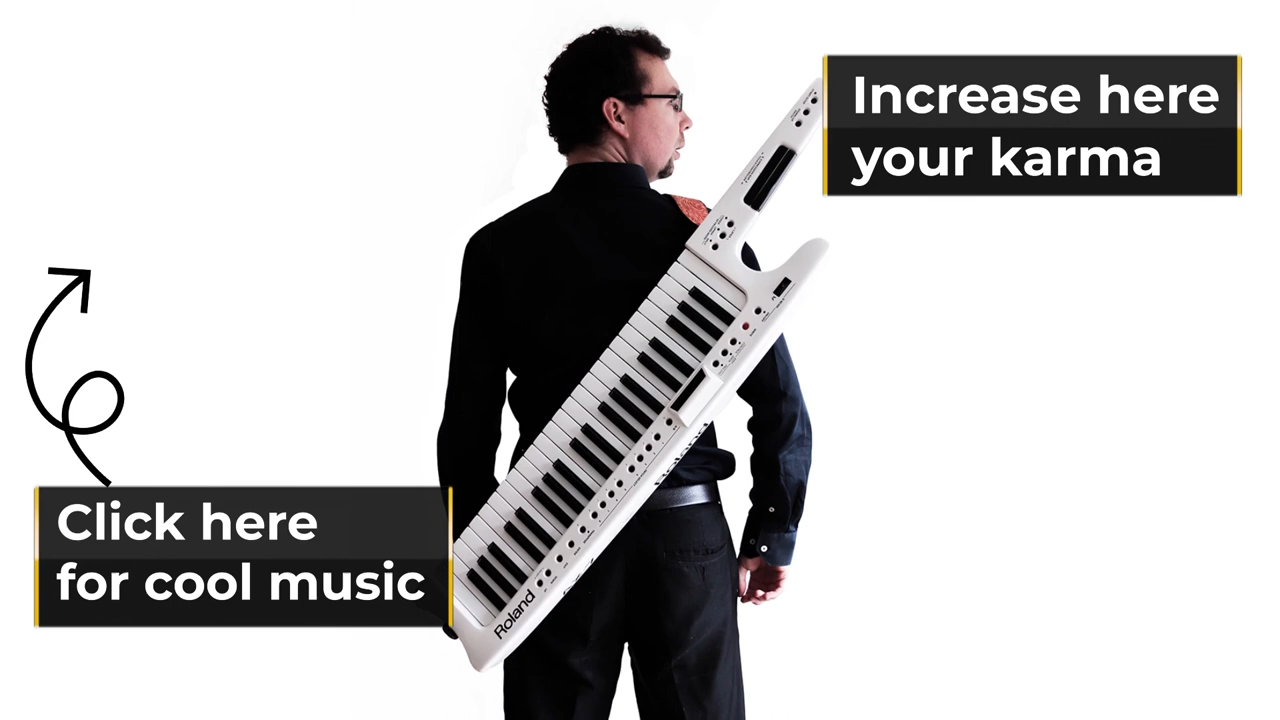 Increase here
your karma
Click here
for cool music
Roland